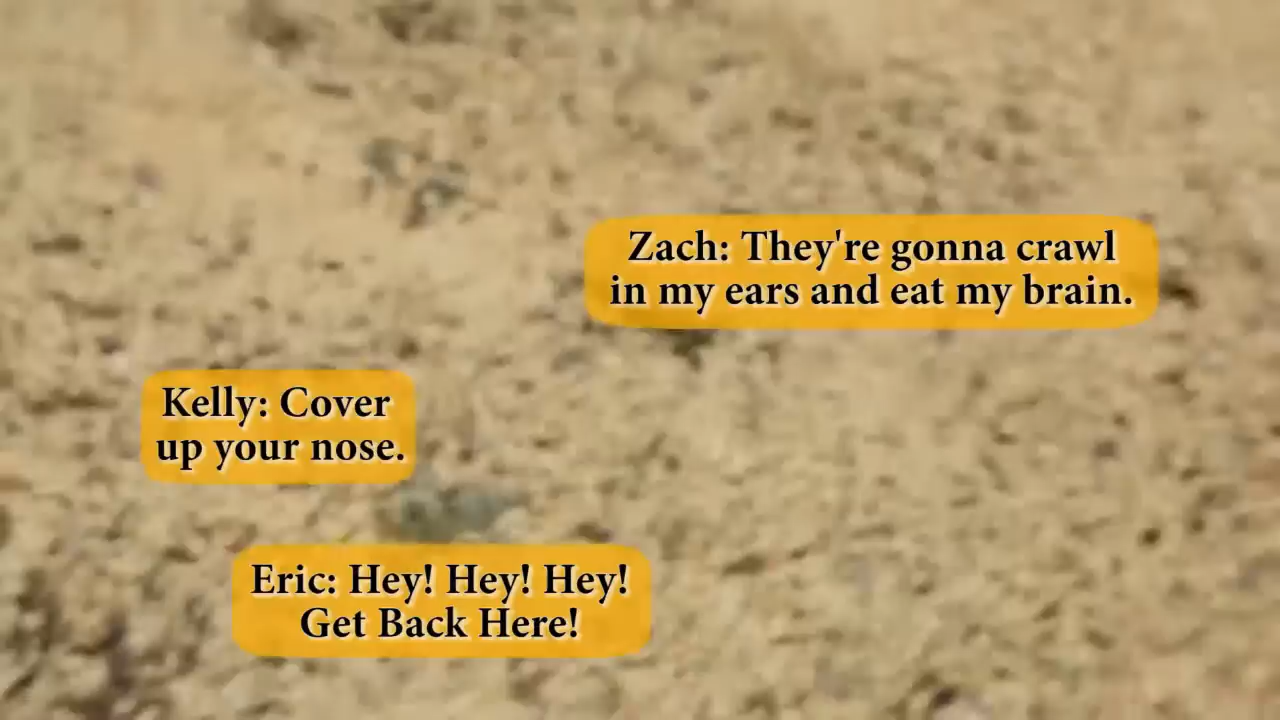 Zach: They're gonna crawl
in my ears and eat my brain.
Kelly: Cover
up your nose.
Eric: Hey! Hey! Hey!
Get Back Here!